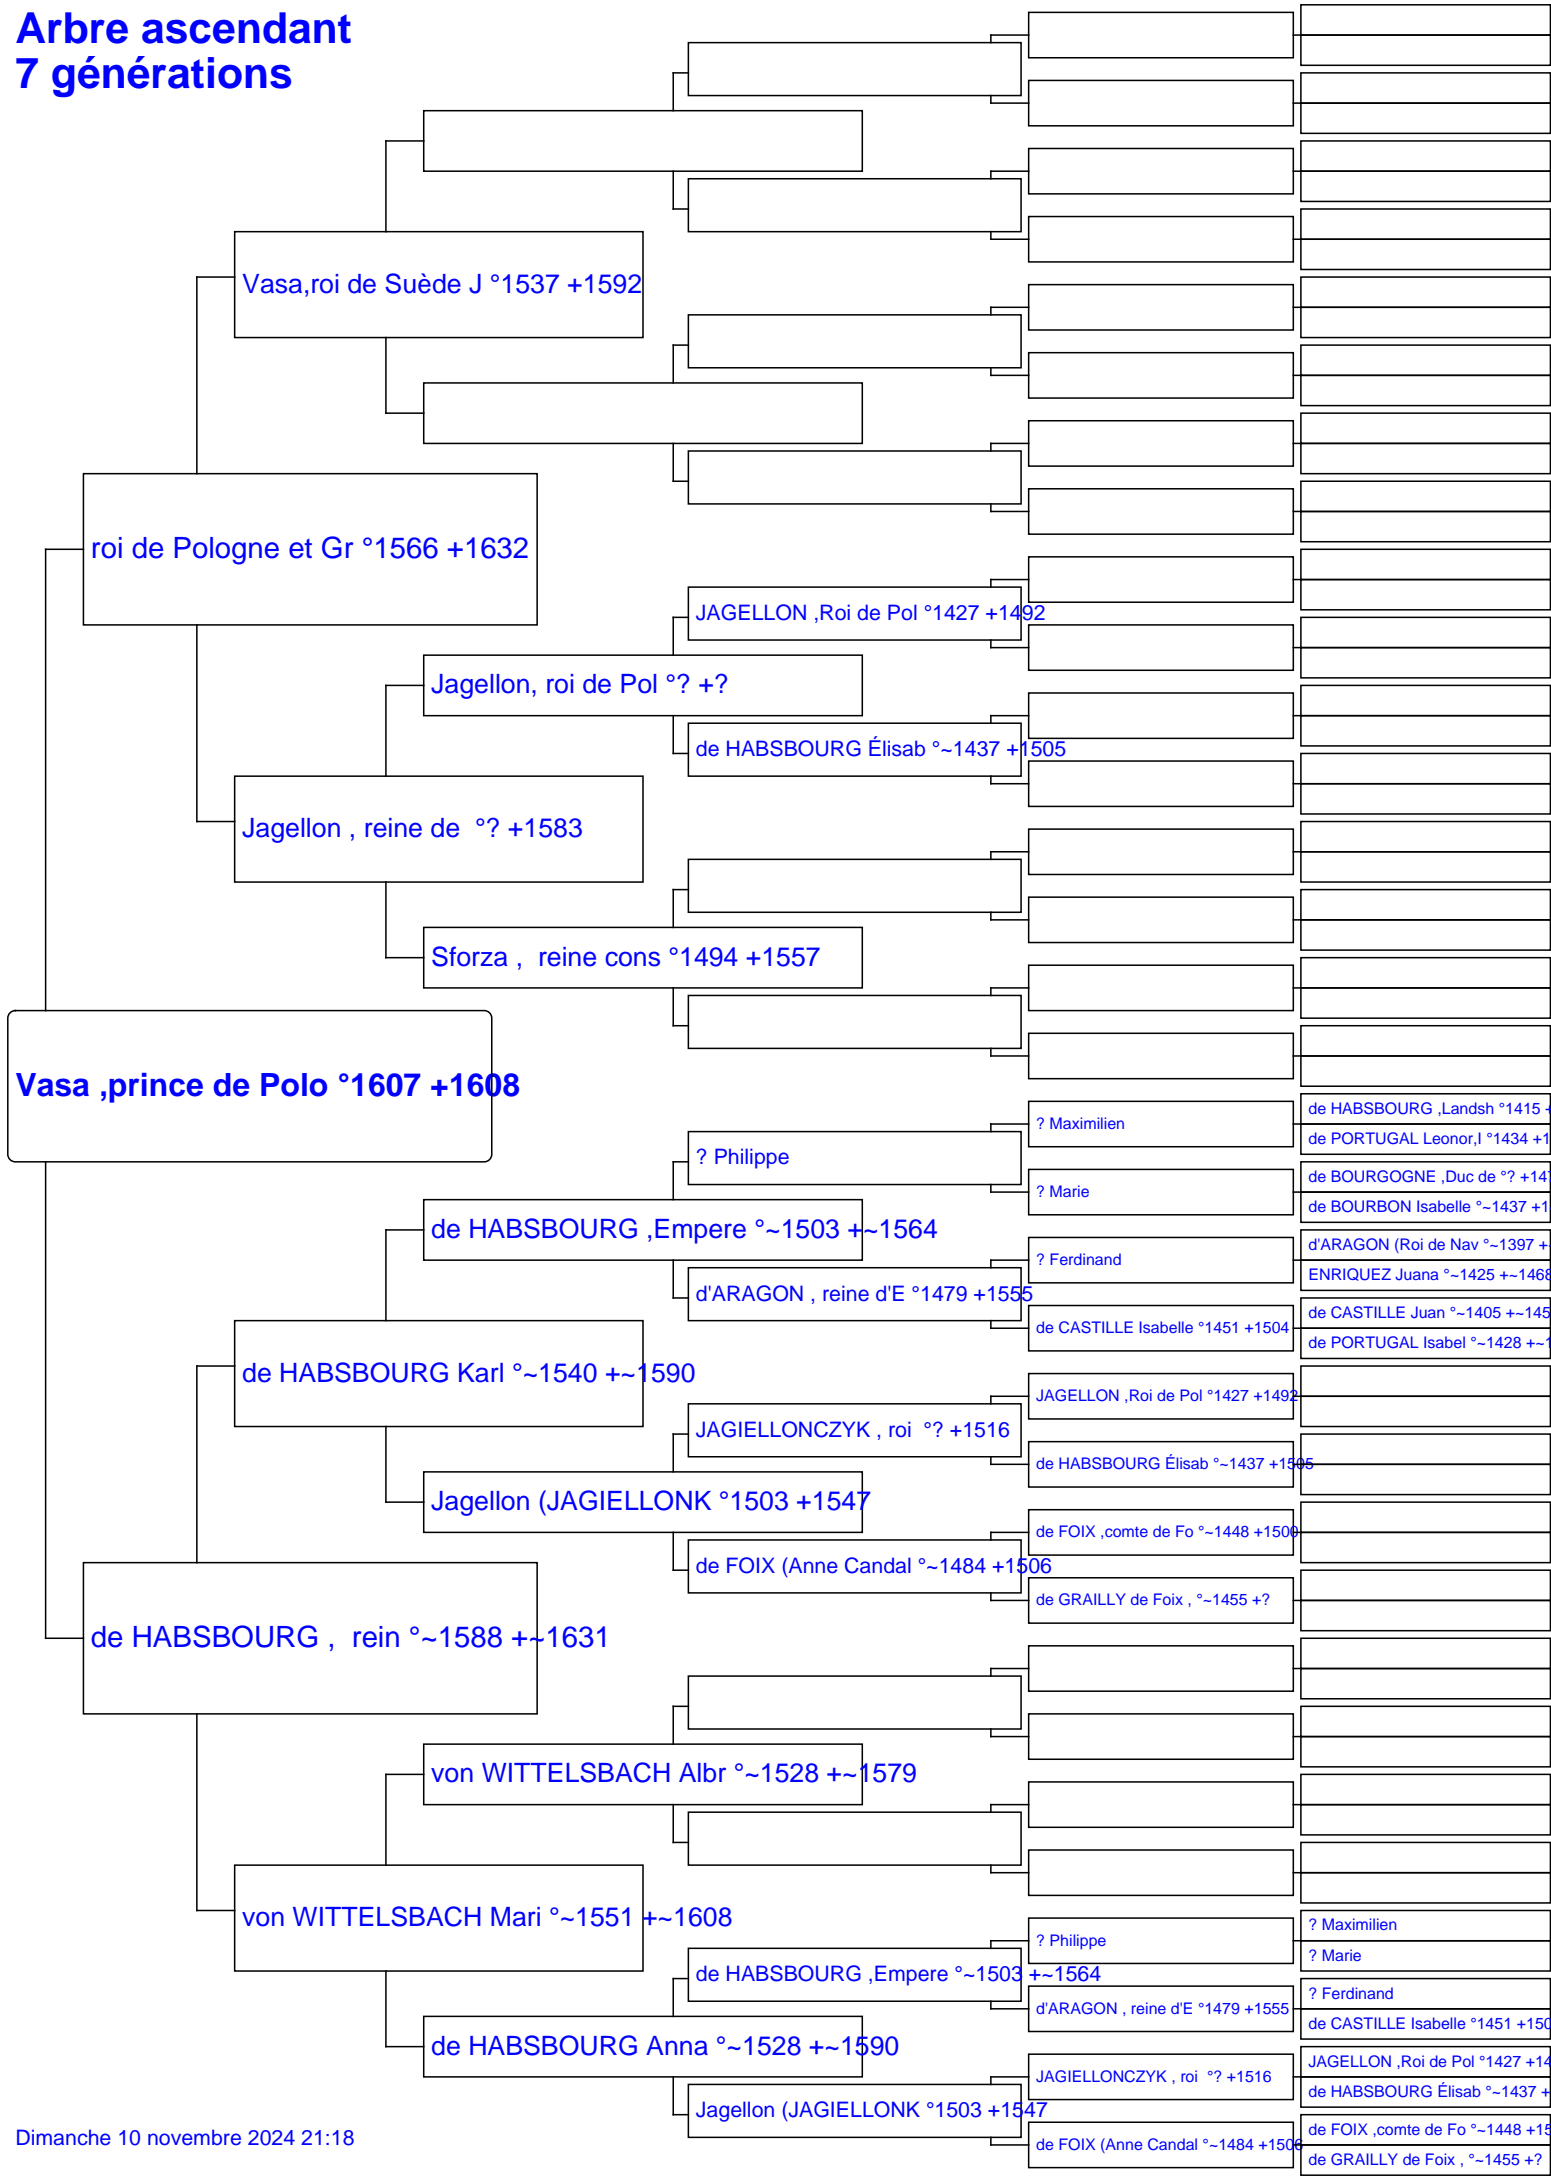 Arbre ascendant
7 générations
Vasa,roi de Suède J °1537 +1592
roi de Pologne et Gr °1566 +1632
JAGELLON ,Roi de Pol °1427 +1492
Jagellon, roi de Pol °? +?
de HABSBOURG Élisab °~1437 +1505
Jagellon , reine de °? +1583
Sforza , reine cons °1494 +1557
Vasa ,prince de Polo °1607 +1608
de HABSBOURG ,Landsh °1415 +
? Maximilien
de PORTUGAL Leonor,I °1434 +1
? Philippe
de BOURGOGNE ,Duc de °? +147
? Marie
de BOURBON Isabelle °~1437 +1
de HABSBOURG ,Empere °~1503 +~1564
d'ARAGON (Roi de Nav °~1397 +
? Ferdinand
ENRIQUEZ Juana °~1425 +~1468
d'ARAGON , reine d'E °1479 +1555
de CASTILLE Juan °~1405 +~145
de CASTILLE Isabelle °1451 +1504
de PORTUGAL Isabel °~1428 +~1
de HABSBOURG Karl °~1540 +~1590
JAGELLON ,Roi de Pol °1427 +1492
JAGIELLONCZYK , roi °? +1516
de HABSBOURG Élisab °~1437 +1505
Jagellon (JAGIELLONK °1503 +1547
de FOIX ,comte de Fo °~1448 +1500
de FOIX (Anne Candal °~1484 +1506
de GRAILLY de Foix , °~1455 +?
de HABSBOURG , rein °~1588 +~1631
von WITTELSBACH Albr °~1528 +~1579
von WITTELSBACH Mari °~1551 +~1608
? Maximilien
? Philippe
? Marie
de HABSBOURG ,Empere °~1503 +~1564
? Ferdinand
d'ARAGON , reine d'E °1479 +1555
de CASTILLE Isabelle °1451 +150
de HABSBOURG Anna °~1528 +~1590
JAGELLON ,Roi de Pol °1427 +14
JAGIELLONCZYK , roi °? +1516
de HABSBOURG Élisab °~1437 +
Jagellon (JAGIELLONK °1503 +1547
de FOIX ,comte de Fo °~1448 +15
de FOIX (Anne Candal °~1484 +1506
de GRAILLY de Foix , °~1455 +?
Dimanche 10 novembre 2024 21:18